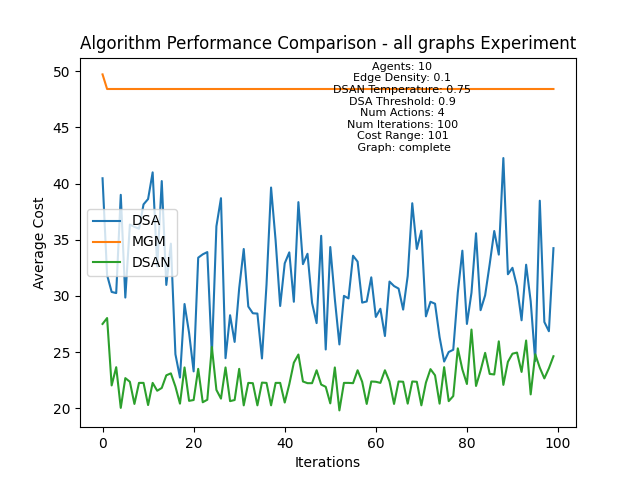 Algorithm Performance Comparison - all graphs Experiment
Agents: 10
Edge Density: 0.1
DSAN Temperature: 0.75
DSA Threshold: 0.9
Num Actions: 4
Num Iterations: 100
Cost Range: 101
Graph: complete
50
45
40
35
30
25
20
Average Cost
DSA
MGM
DSAN
0
20
40
60
80
100
Iterations